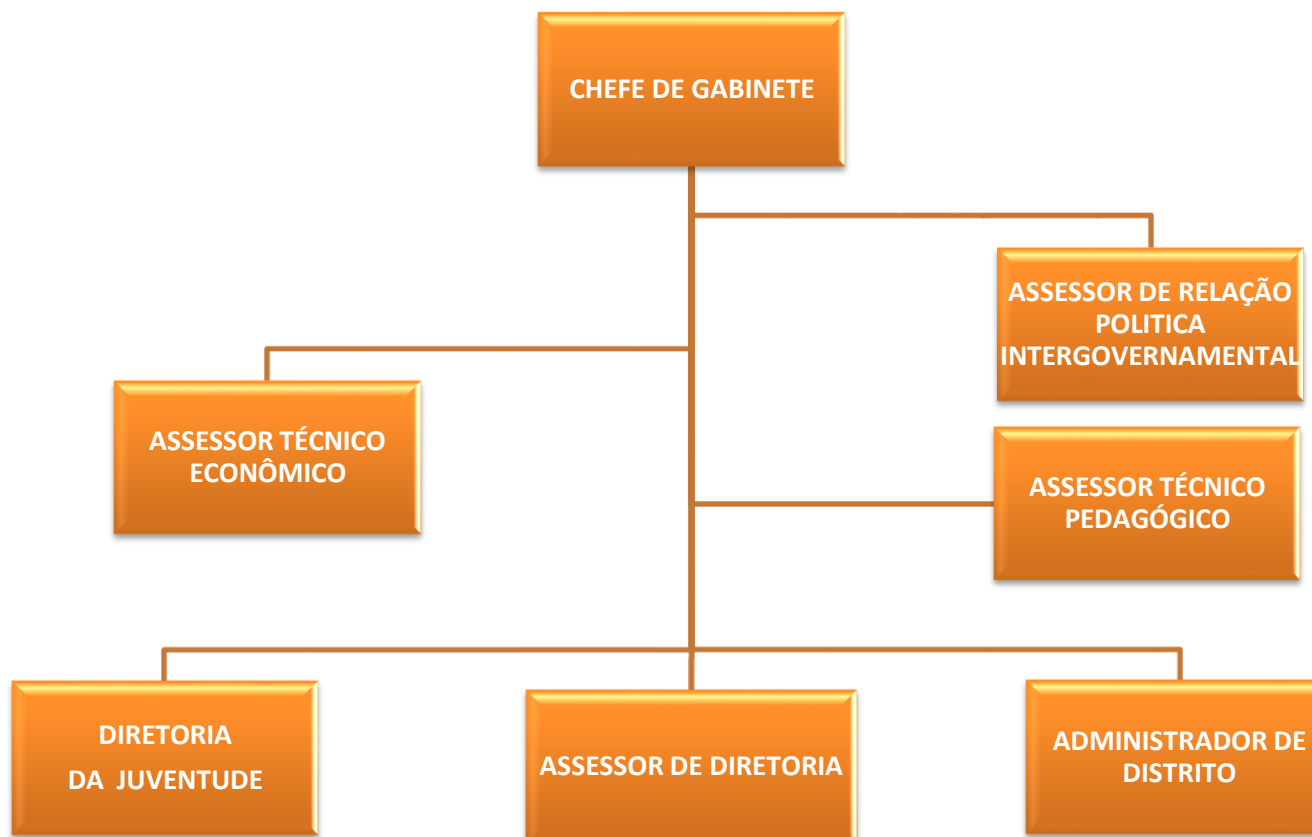 CHEFE DE GABINETE
ASSESSOR DE RELAÇÃO
POLITICA
INTERGOVERNAMENTAL
ASSESSOR TÉCNICO
ECONÔMICO
ASSESSOR TÉCNICO
PEDAGÓGICO
DIRETORIA
DA JUVENTUDE
ASSESSOR DE DIRETORIA
ADMINISTRADOR DE
DISTRITO